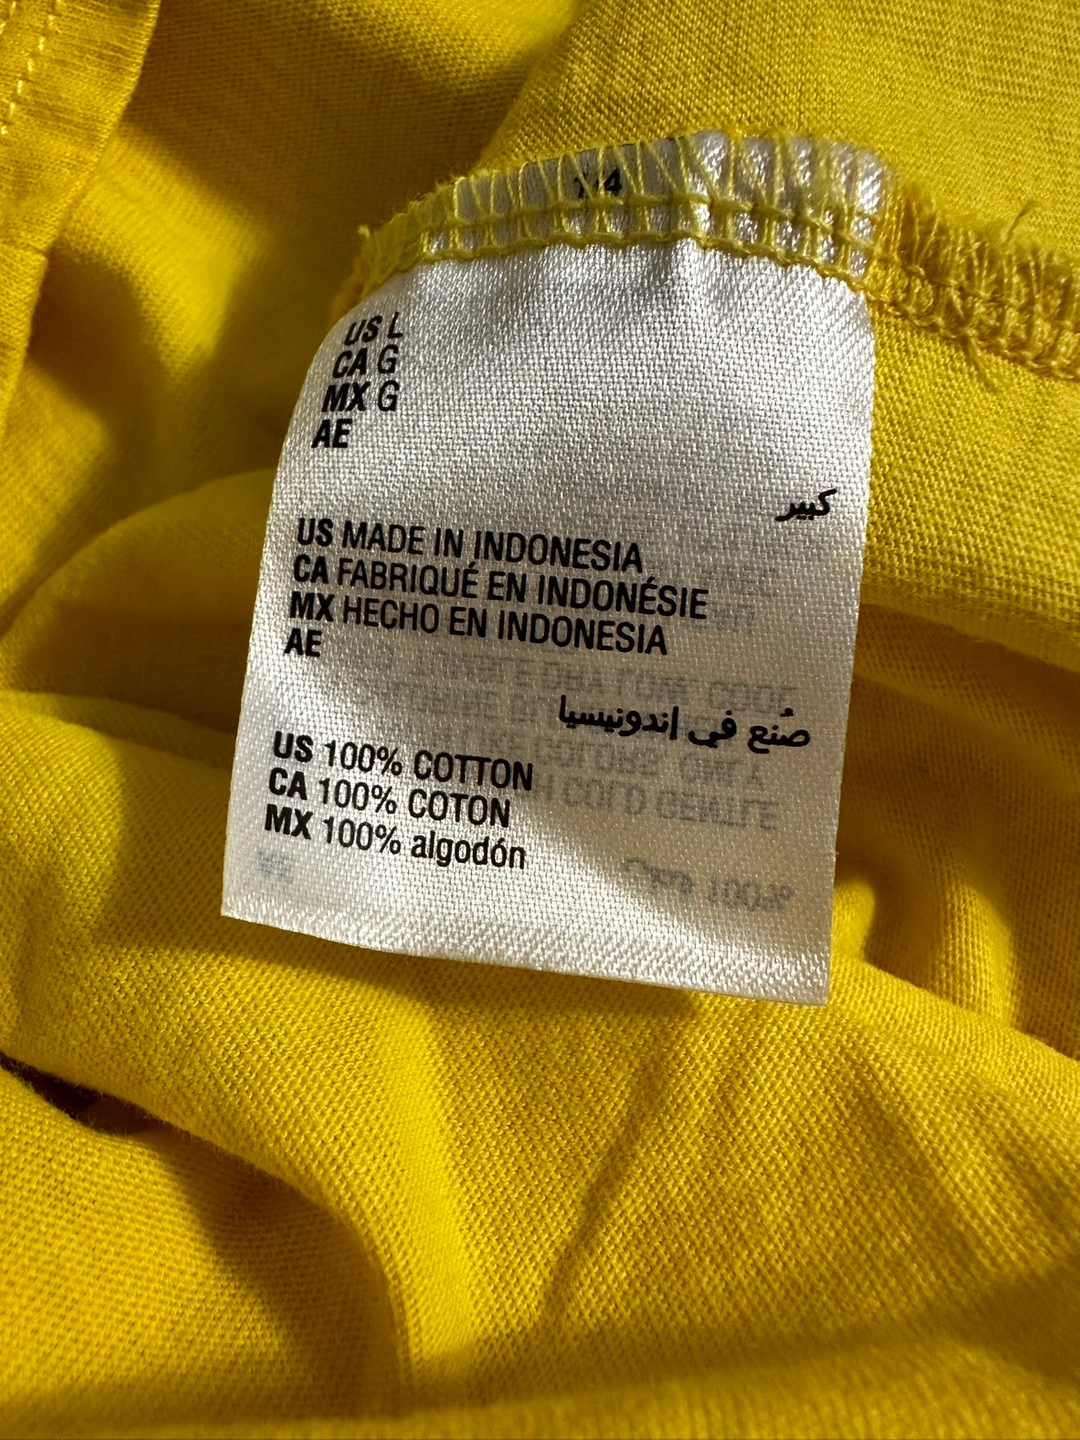 US L
CA G
MX G
AE
كبير
US MADE IN INDONESIA
CA FABRIQUÉ EN INDONÉSIE
MX HECHO EN INDONESIA
AE
صُنع في اندونيسيا
US 100% COTTON
CA 100% COTON
MX 100% algodón